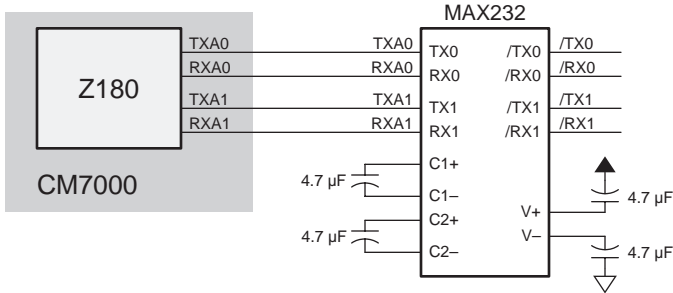 MAX232
TXA0 TXA0 TX0 /TX0 /TX0
RXA0 RXA0 RX0 /RX0 /RX0
Z180
TXA1 TXA1 TX1 /TX1 /TX1
RXA1 RXA1 RX1 /RX1 /RX1
CM7000
4.7 µF C1+
C1–
4.7 µF C2+
C2–
V+ 4.7 µF
V– 4.7 µF